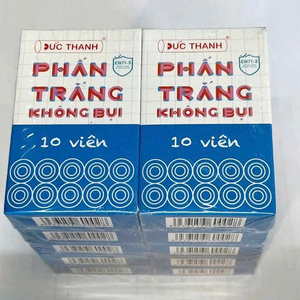 ĐỨC THANH
EN71-3
PHẤN
TRẮNG
KHÔNG BỤI
10 viên
ĐỨC THANH
EN71-3
PHẤN
TRẮNG
KHÔNG BỤI
10 viên